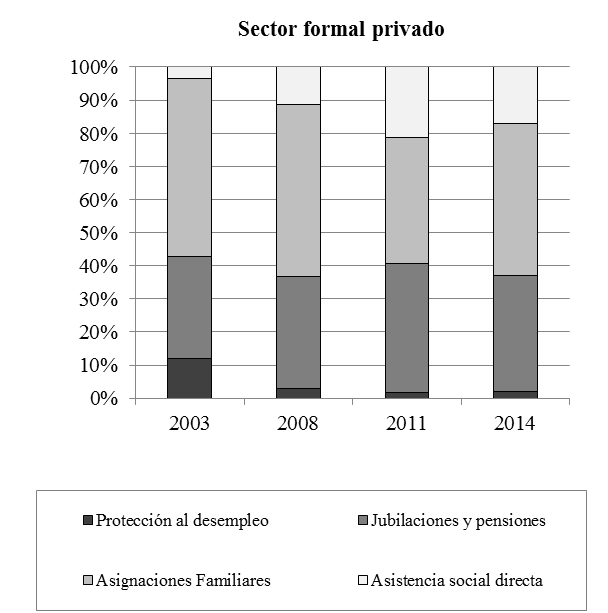 Sector formal privado
100%
90%
80%
70%
60%
50%
40%
30%
20%
10%
0%
2003 2008 2011 2014
Protección al desempleo Jubilaciones y pensiones
Asignaciones Familiares Asistencia social directa